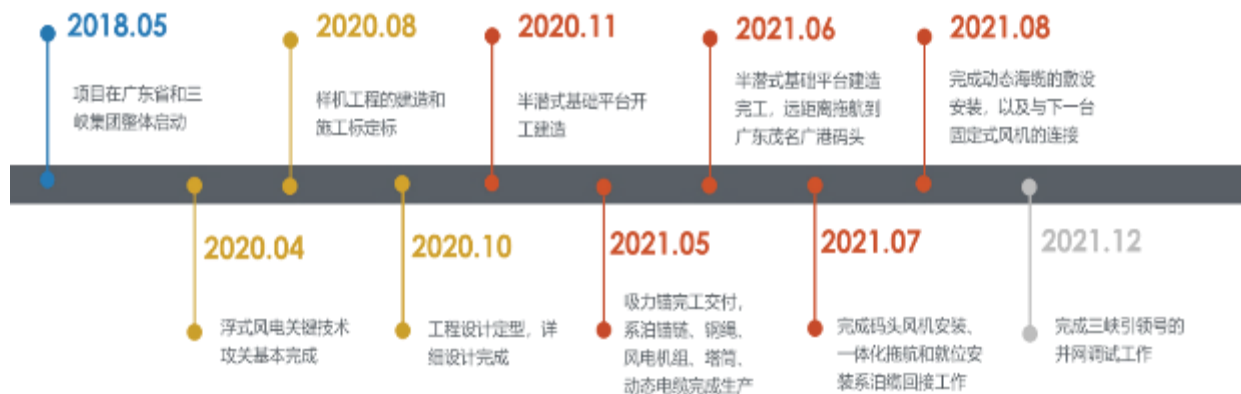 2018.05
项目在广东省和三
峡集团整体启动
2020.04
浮式风电关键技术
攻关基本完成
2020.08
样机工程的建造和
施工标定标
2020.10
工程设计定型，详
细设计完成
2020.11
半潜式基础平台开
工建造
2021.05
吸力锚完工交付，
系泊锚链、钢绳、
风电机组、塔筒、
动态电缆完成生产
2021.06
半潜式基础平台建造
完工，远距离拖航到
广东茂名广港码头
2021.07
完成码头风机安装、
一体化拖航和就位安
装系泊缆回接工作
2021.08
完成动态海缆的敷设
安装，以及与下一台
固定式风机的连接
2021.12
完成三峡引领号的
并网调试工作